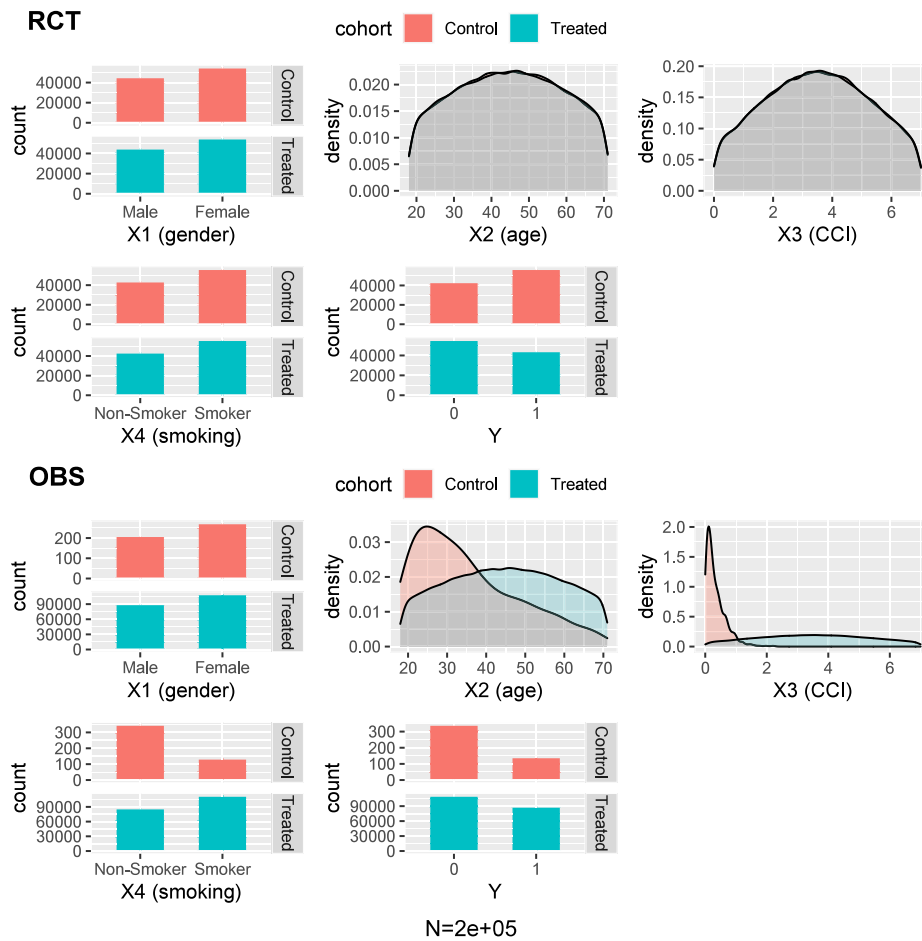 RCT
cohort Control Treated
count
40000
20000
0
Control
40000
20000
0
Treated
Male Female
X1 (gender)
density
0.020
0.015
0.010
0.005
0.000
20 30 40 50 60 70
X2 (age)
density
0.20
0.15
0.10
0.05
0.00
0 2 4 6
X3 (CCI)
count
40000
20000
0
Control
40000
20000
0
Treated
Non-Smoker Smoker
X4 (smoking)
count
40000
20000
0
Control
40000
20000
0
Treated
0 1
Y
OBS
cohort Control Treated
count
200
100
0
Control
90000
60000
30000
0
Treated
Male Female
X1 (gender)
density
0.03
0.02
0.01
0.00
20 30 40 50 60 70
X2 (age)
density
2.0
1.5
1.0
0.5
0.0
0 2 4 6
X3 (CCI)
count
300
200
100
0
Control
90000
60000
30000
0
Treated
Non-Smoker Smoker
X4 (smoking)
count
300
200
100
0
Control
90000
60000
30000
0
Treated
0 1
Y
N=2e+05